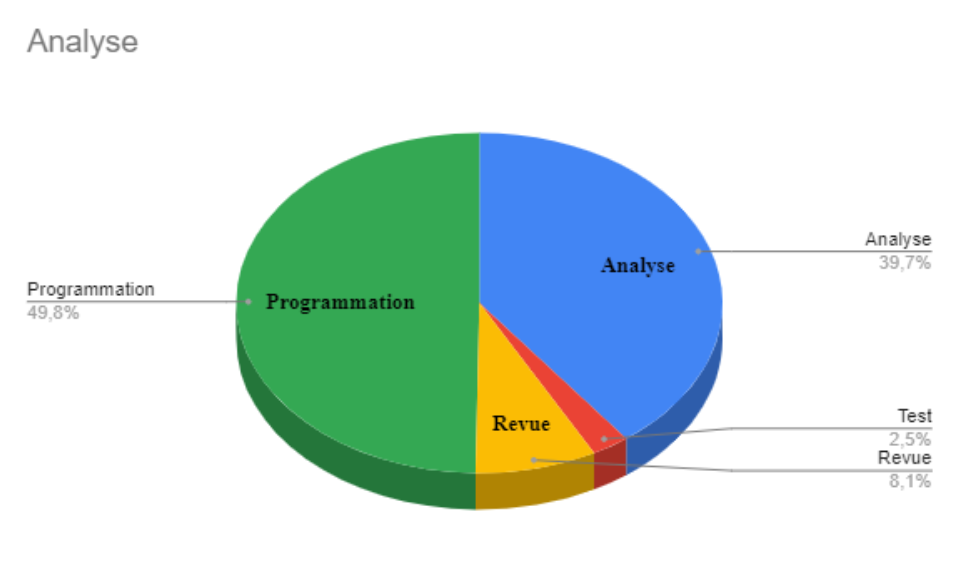 Analyse
Analyse
39,7%
Analyse
Programmation
49,8%
Programmation
Test
2,5%
Revue
Revue
8,1%